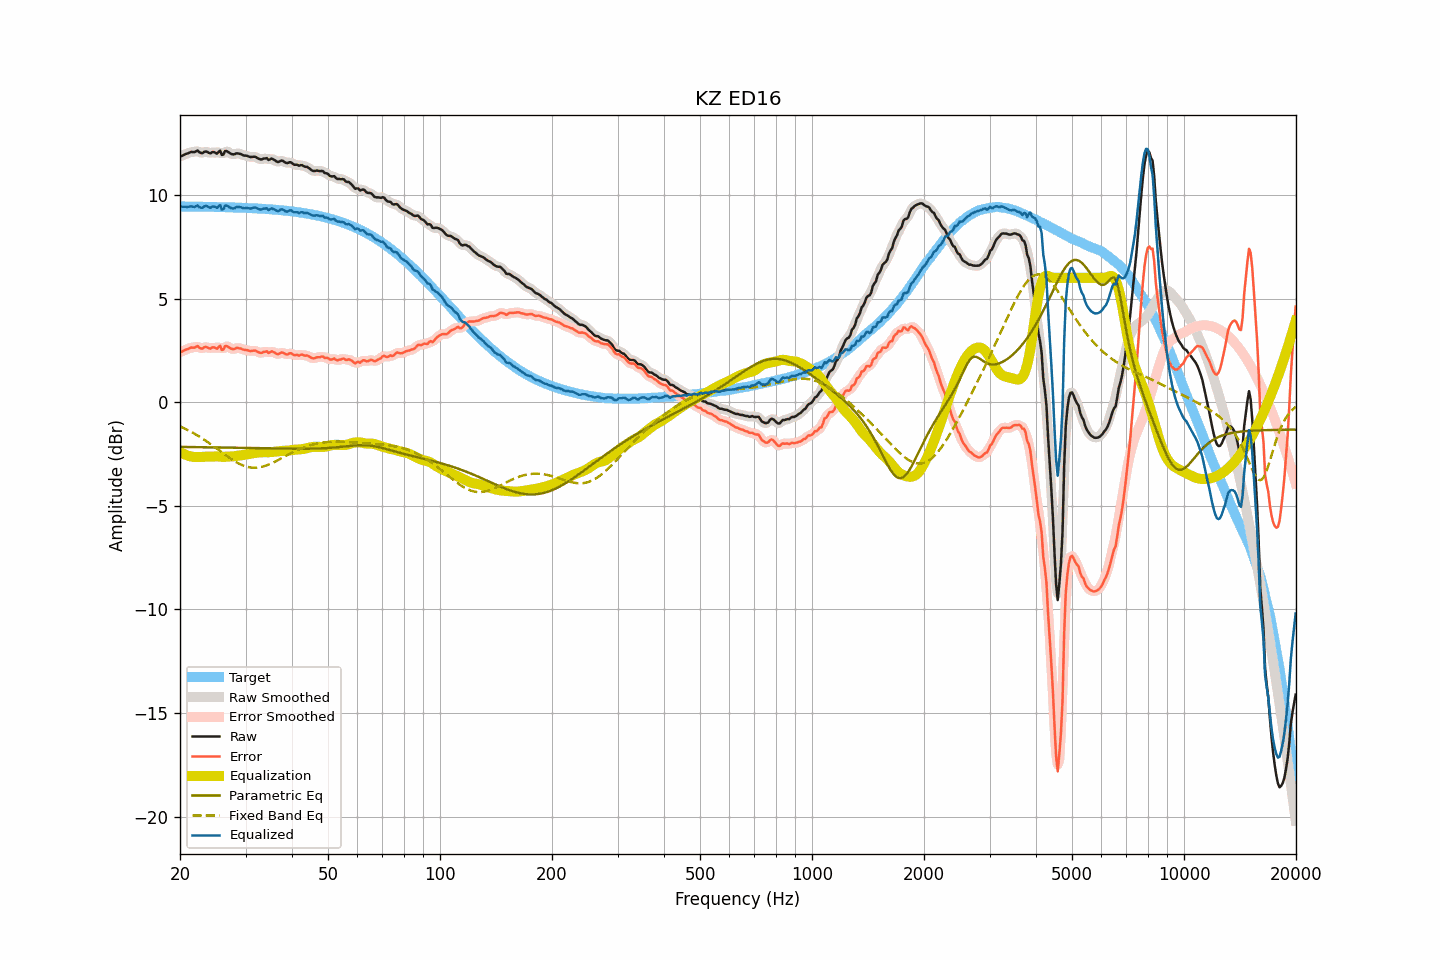 KZ ED16
Amplitude (dBr)
10
5
0
−5
−10
−15
−20
Target
Raw Smoothed
Error Smoothed
Raw
Error
Equalization
Parametric Eq
Fixed Band Eq
Equalized
20 50 100 200 500 1000 2000 5000 10000 20000
Frequency (Hz)